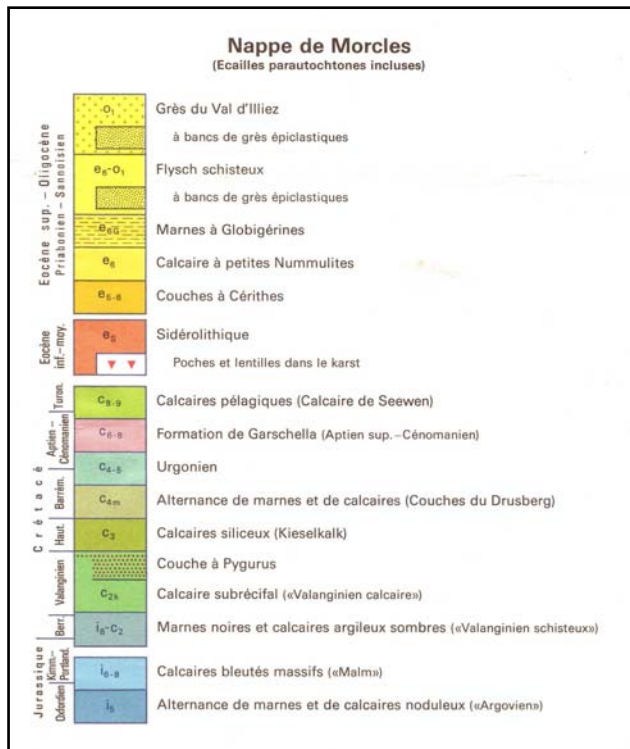 Nappe de Morcles
(Ecailles parautochtones incluses)
Eocène sup. – Oligocène
Priabonien – Sannoisien
o1 Grès du Val d'Illiez
à bancs de grès épiclastiques
e8-o1 Flysch schisteux
à bancs de grès épiclastiques
e8G Marnes à Globigérines
e8 Calcaire à petites Nummulites
e6-8 Couches à Cérithes
Eocène
inf.-moy.
eS Sidérolithique
Poches et lentilles dans le karst
Crétacé
Turon.
c8-9 Calcaires pélagiques (Calcaire de Seewen)
Aptien –
Cénomanien
c6-8 Formation de Garschella (Aptien sup. – Cénomanien)
c4-5 Urgonien
Barrém.
c4m Alternance de marnes et de calcaires (Couches du Drusberg)
Haut.
c3 Calcaires siliceux (Kieselkalk)
Valanginien
Couche à Pygurus
c2k Calcaire subrécifal («Valanginien calcaire»)
Berr.
i8-c2 Marnes noires et calcaires argileux sombres («Valanginien schisteux»)
Jurassique
Kimm.–
Portland.
i6-8 Calcaires bleutés massifs («Malm»)
Oxfordien
i5 Alternance de marnes et de calcaires noduleux («Argovien»)